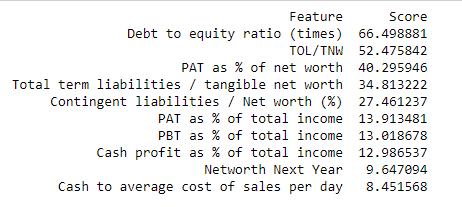 Feature Score
Debt to equity ratio (times) 66.498881
TOL/TNW 52.475842
PAT as % of net worth 40.295946
Total term liabilities / tangible net worth 34.813222
Contingent liabilities / Net worth (%) 27.461237
PAT as % of total income 13.913481
PBT as % of total income 13.018678
Cash profit as % of total income 12.986537
Networth Next Year 9.647094
Cash to average cost of sales per day 8.451568